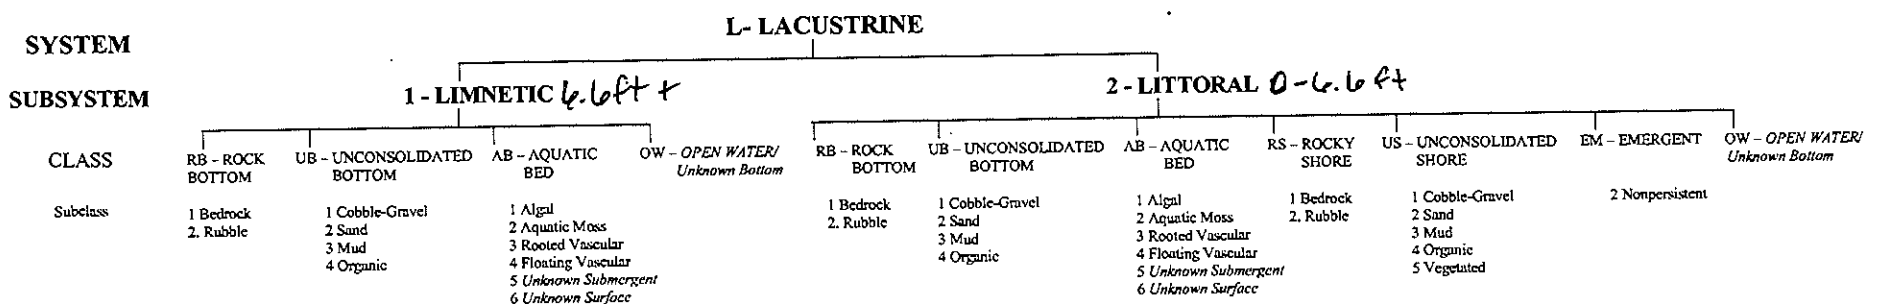 L- LACUSTRINE
SYSTEM
SUBSYSTEM
1 - LIMNETIC 6.6ft +
2 - LITTORAL 0-6.6 ft
CLASS
RB – ROCK BOTTOM
UB – UNCONSOLIDATED BOTTOM
AB – AQUATIC BED
OW – OPEN WATER/ Unknown Bottom
RB – ROCK BOTTOM
UB – UNCONSOLIDATED BOTTOM
AB – AQUATIC BED
RS – ROCKY SHORE
US – UNCONSOLIDATED SHORE
EM – EMERGENT
OW – OPEN WATER/ Unknown Bottom
Subclass
1 Bedrock
2. Rubble
1 Cobble-Gravel
2 Sand
3 Mud
4 Organic
1 Algal
2 Aquatic Moss
3 Rooted Vascular
4 Floating Vascular
5 Unknown Submergent
6 Unknown Surface
1 Bedrock
2. Rubble
1 Cobble-Gravel
2 Sand
3 Mud
4 Organic
1 Algal
2 Aquatic Moss
3 Rooted Vascular
4 Floating Vascular
5 Unknown Submergent
6 Unknown Surface
1 Bedrock
2. Rubble
1 Cobble-Gravel
2 Sand
3 Mud
4 Organic
5 Vegetated
2 Nonpersistent